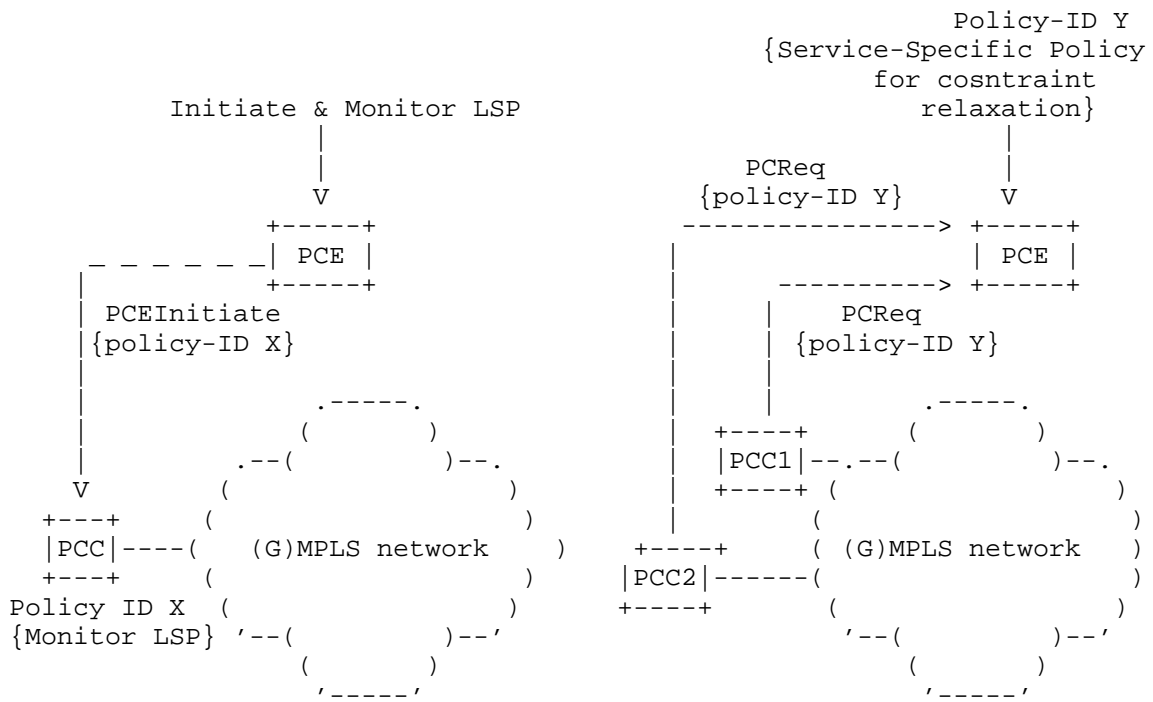 Policy-ID Y
{Service-Specific Policy
for cosntraint
Initiate & Monitor LSP relaxation}
PCReq
V {policy-ID Y} V
PCE PCE
PCEInitiate PCReq
{policy-ID X} {policy-ID Y}
PCC1
V
PCC (G)MPLS network (G)MPLS network
PCC2
Policy ID X
{Monitor LSP}